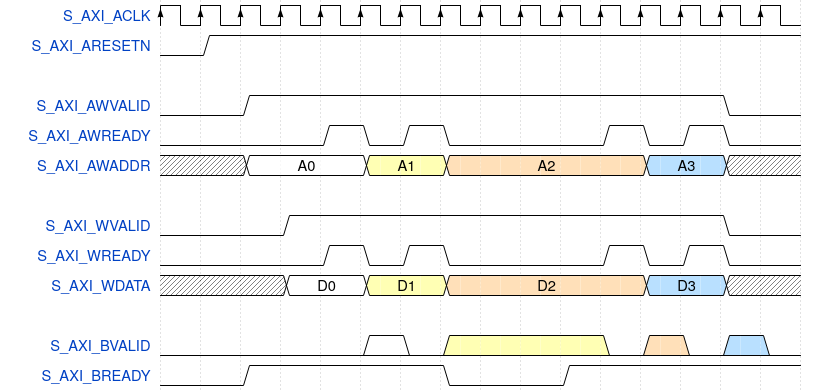 S_AXI_ACLK
S_AXI_ARESETN
S_AXI_AWVALID
S_AXI_AWREADY
S_AXI_AWADDR A0 A1 A2 A3
S_AXI_WVALID
S_AXI_WREADY
S_AXI_WDATA D0 D1 D2 D3
S_AXI_BVALID
S_AXI_BREADY